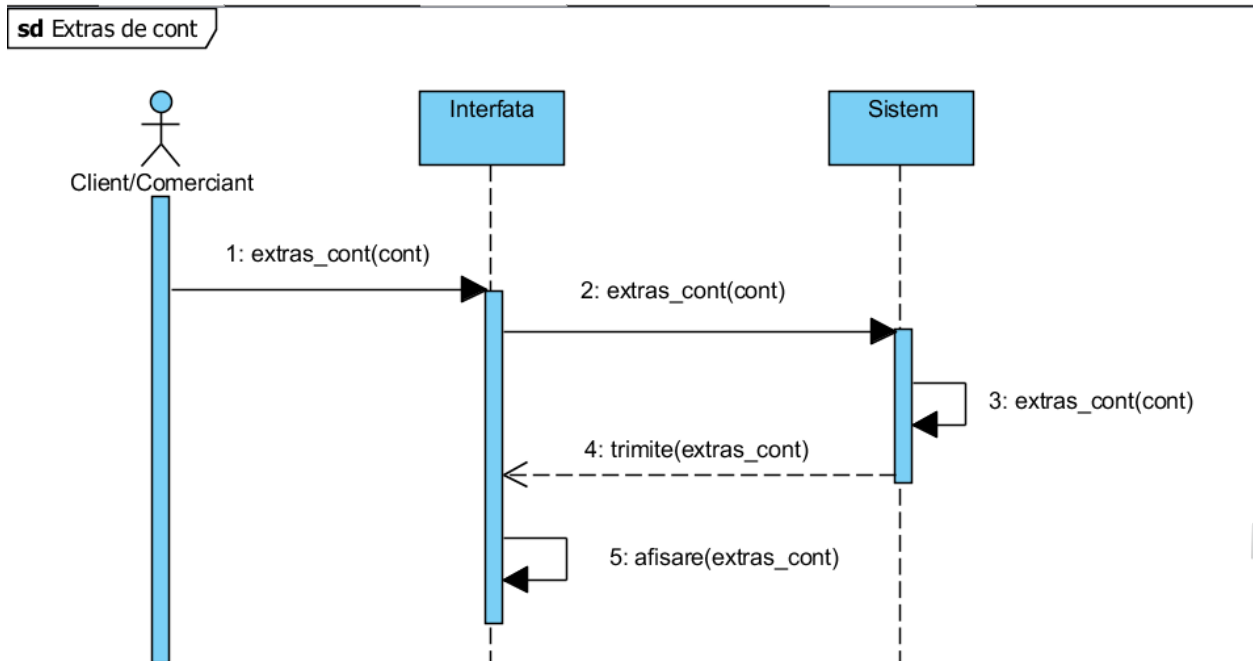 sd Extras de cont
Interfata
Sistem
Client/Comerciant
1: extras_cont(cont)
2: extras_cont(cont)
3: extras_cont(cont)
4: trimite(extras_cont)
5: afisare(extras_cont)